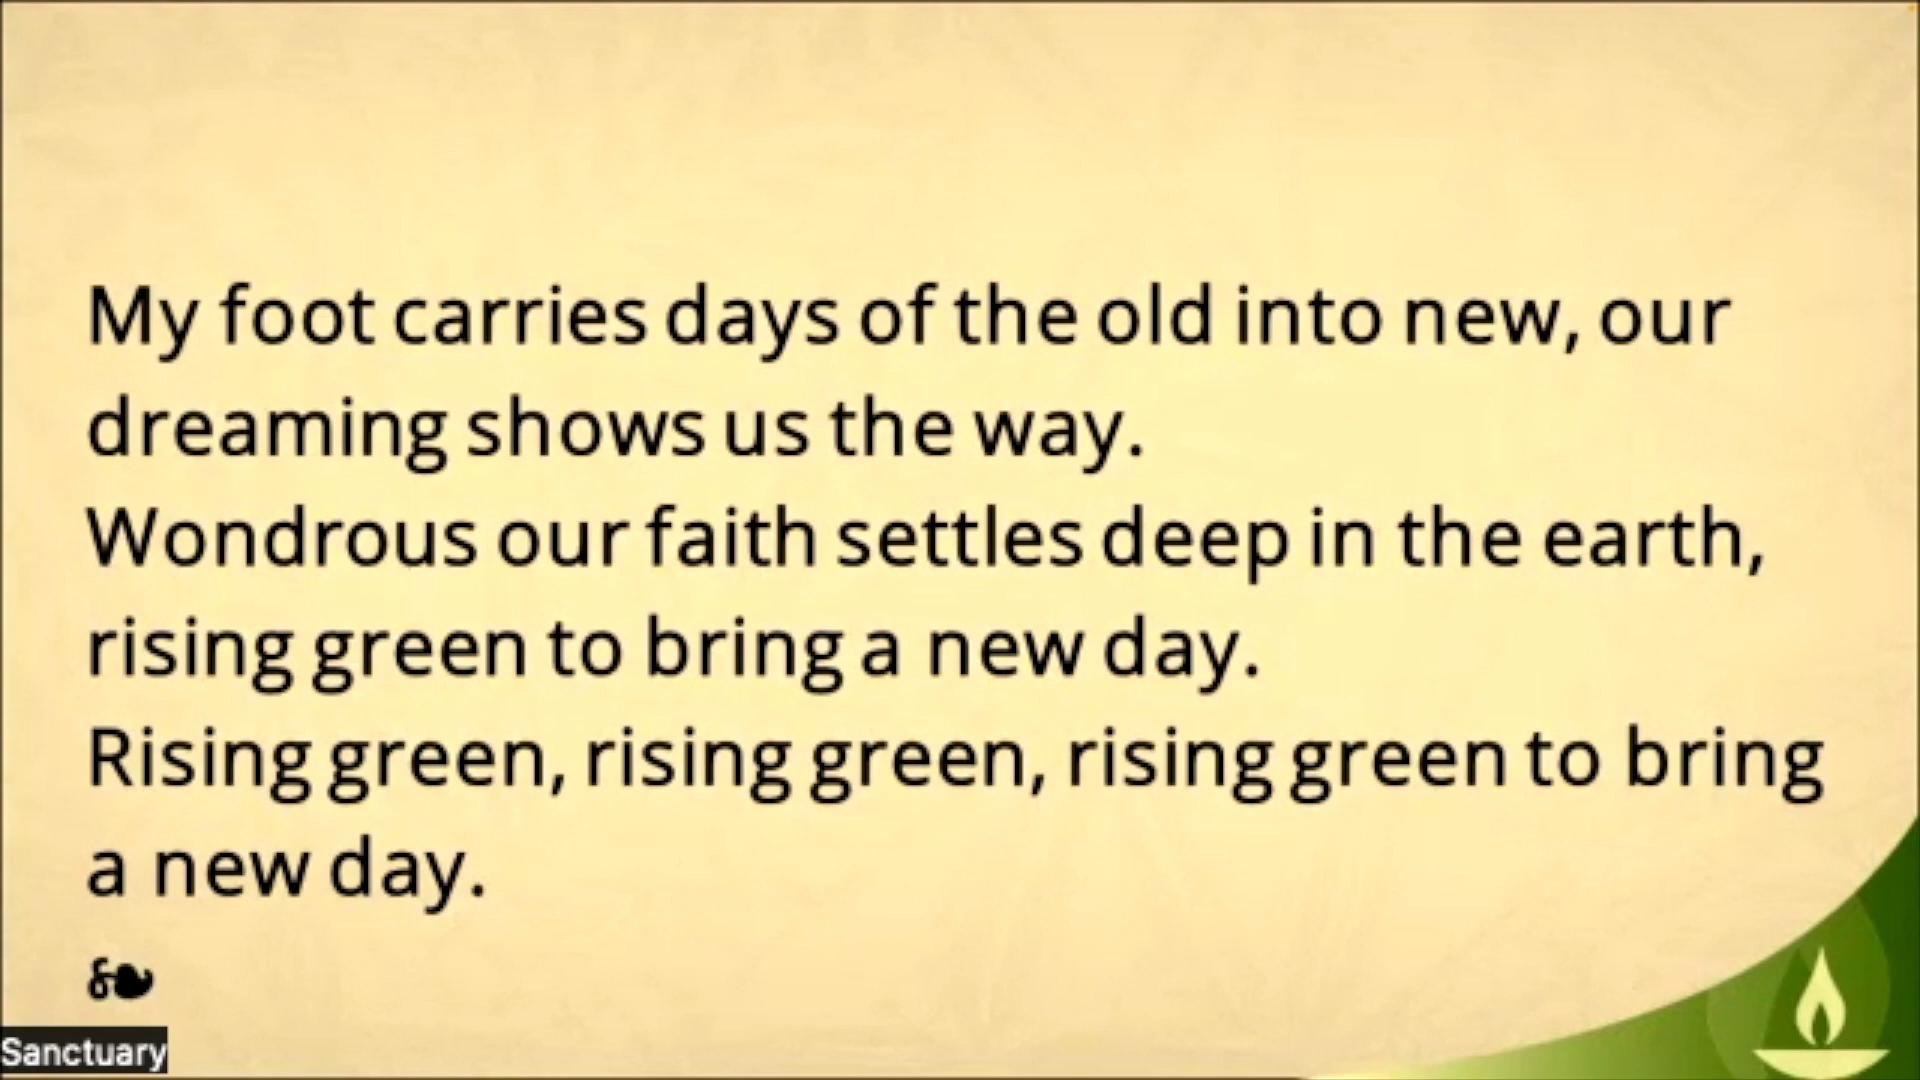 My foot carries days of the old into new, our
dreaming shows us the way.
Wondrous our faith settles deep in the earth,
rising green to bring a new day.
Rising green, rising green, rising green to bring
a new day.
❧
Sanctuary